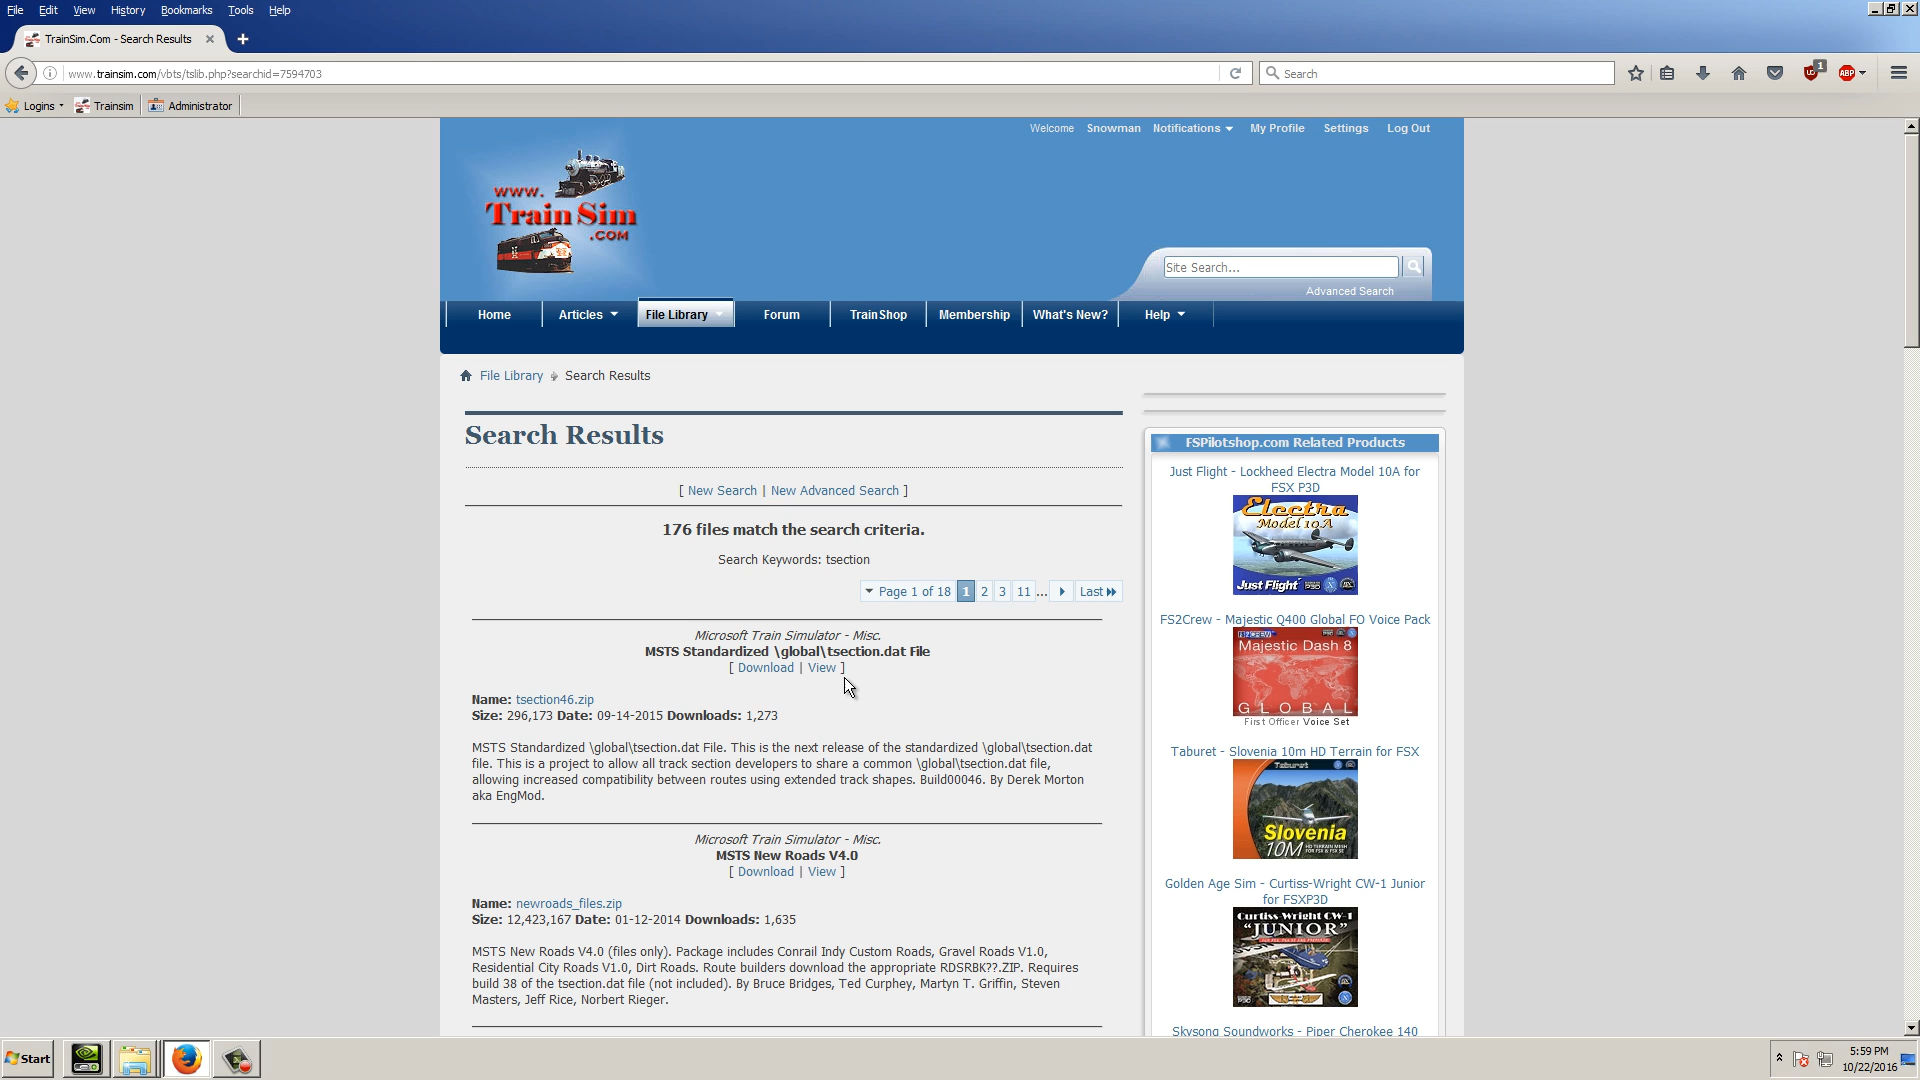 File Edit View History Bookmarks Tools Help
TrainSim.Com - Search Results
www.trainsim.com/vbts/tslib.php?searchid=7594703
Search
1
ABP
Logins
Trainsim
Administrator
Welcome Snowman Notifications My Profile Settings Log Out
www.
TrainSim
.COM
Site Search...
Advanced Search
Home Articles File Library Forum TrainShop Membership What's New? Help
File Library Search Results
Search Results
[ New Search | New Advanced Search ]
176 files match the search criteria.
Search Keywords: tsection
Page 1 of 18 1 2 3 11 ... Last
Microsoft Train Simulator - Misc.
MSTS Standardized \global\tsection.dat File
[ Download | View ]
Name: tsection46.zip
Size: 296,173 Date: 09-14-2015 Downloads: 1,273
MSTS Standardized \global\tsection.dat File. This is the next release of the standardized \global\tsection.dat
file. This is a project to allow all track section developers to share a common \global\tsection.dat file,
allowing increased compatibility between routes using extended track shapes. Build00046. By Derek Morton
aka EngMod.
Microsoft Train Simulator - Misc.
MSTS New Roads V4.0
[ Download | View ]
Name: newroads_files.zip
Size: 12,423,167 Date: 01-12-2014 Downloads: 1,635
MSTS New Roads V4.0 (files only). Package includes Conrail Indy Custom Roads, Gravel Roads V1.0,
Residential City Roads V1.0, Dirt Roads. Route builders download the appropriate RDSRBK??.ZIP. Requires
build 38 of the tsection.dat file (not included). By Bruce Bridges, Ted Curphey, Martyn T. Griffin, Steven
Masters, Jeff Rice, Norbert Rieger.
FSPilotshop.com Related Products
Just Flight - Lockheed Electra Model 10A for
FSX P3D
Electra
Model 10A
Just Flight
FS2Crew - Majestic Q400 Global FO Voice Pack
FS2CREW
Majestic Dash 8
GLOBAL
First Officer Voice Set
Taburet - Slovenia 10m HD Terrain for FSX
Taburet
Slovenia
10M
Golden Age Sim - Curtiss-Wright CW-1 Junior
for FSXP3D
Curtiss-Wright CW-1
"JUNIOR"
Skysong Soundworks - Piper Cherokee 140
Start
5:59 PM
10/22/2016